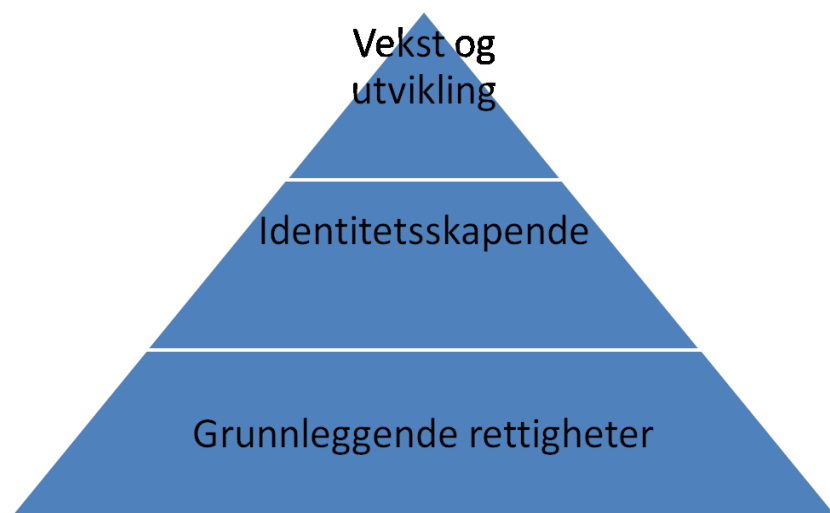 Vekst og
utvikling
Identitetsskapende
Grunnleggende rettigheter